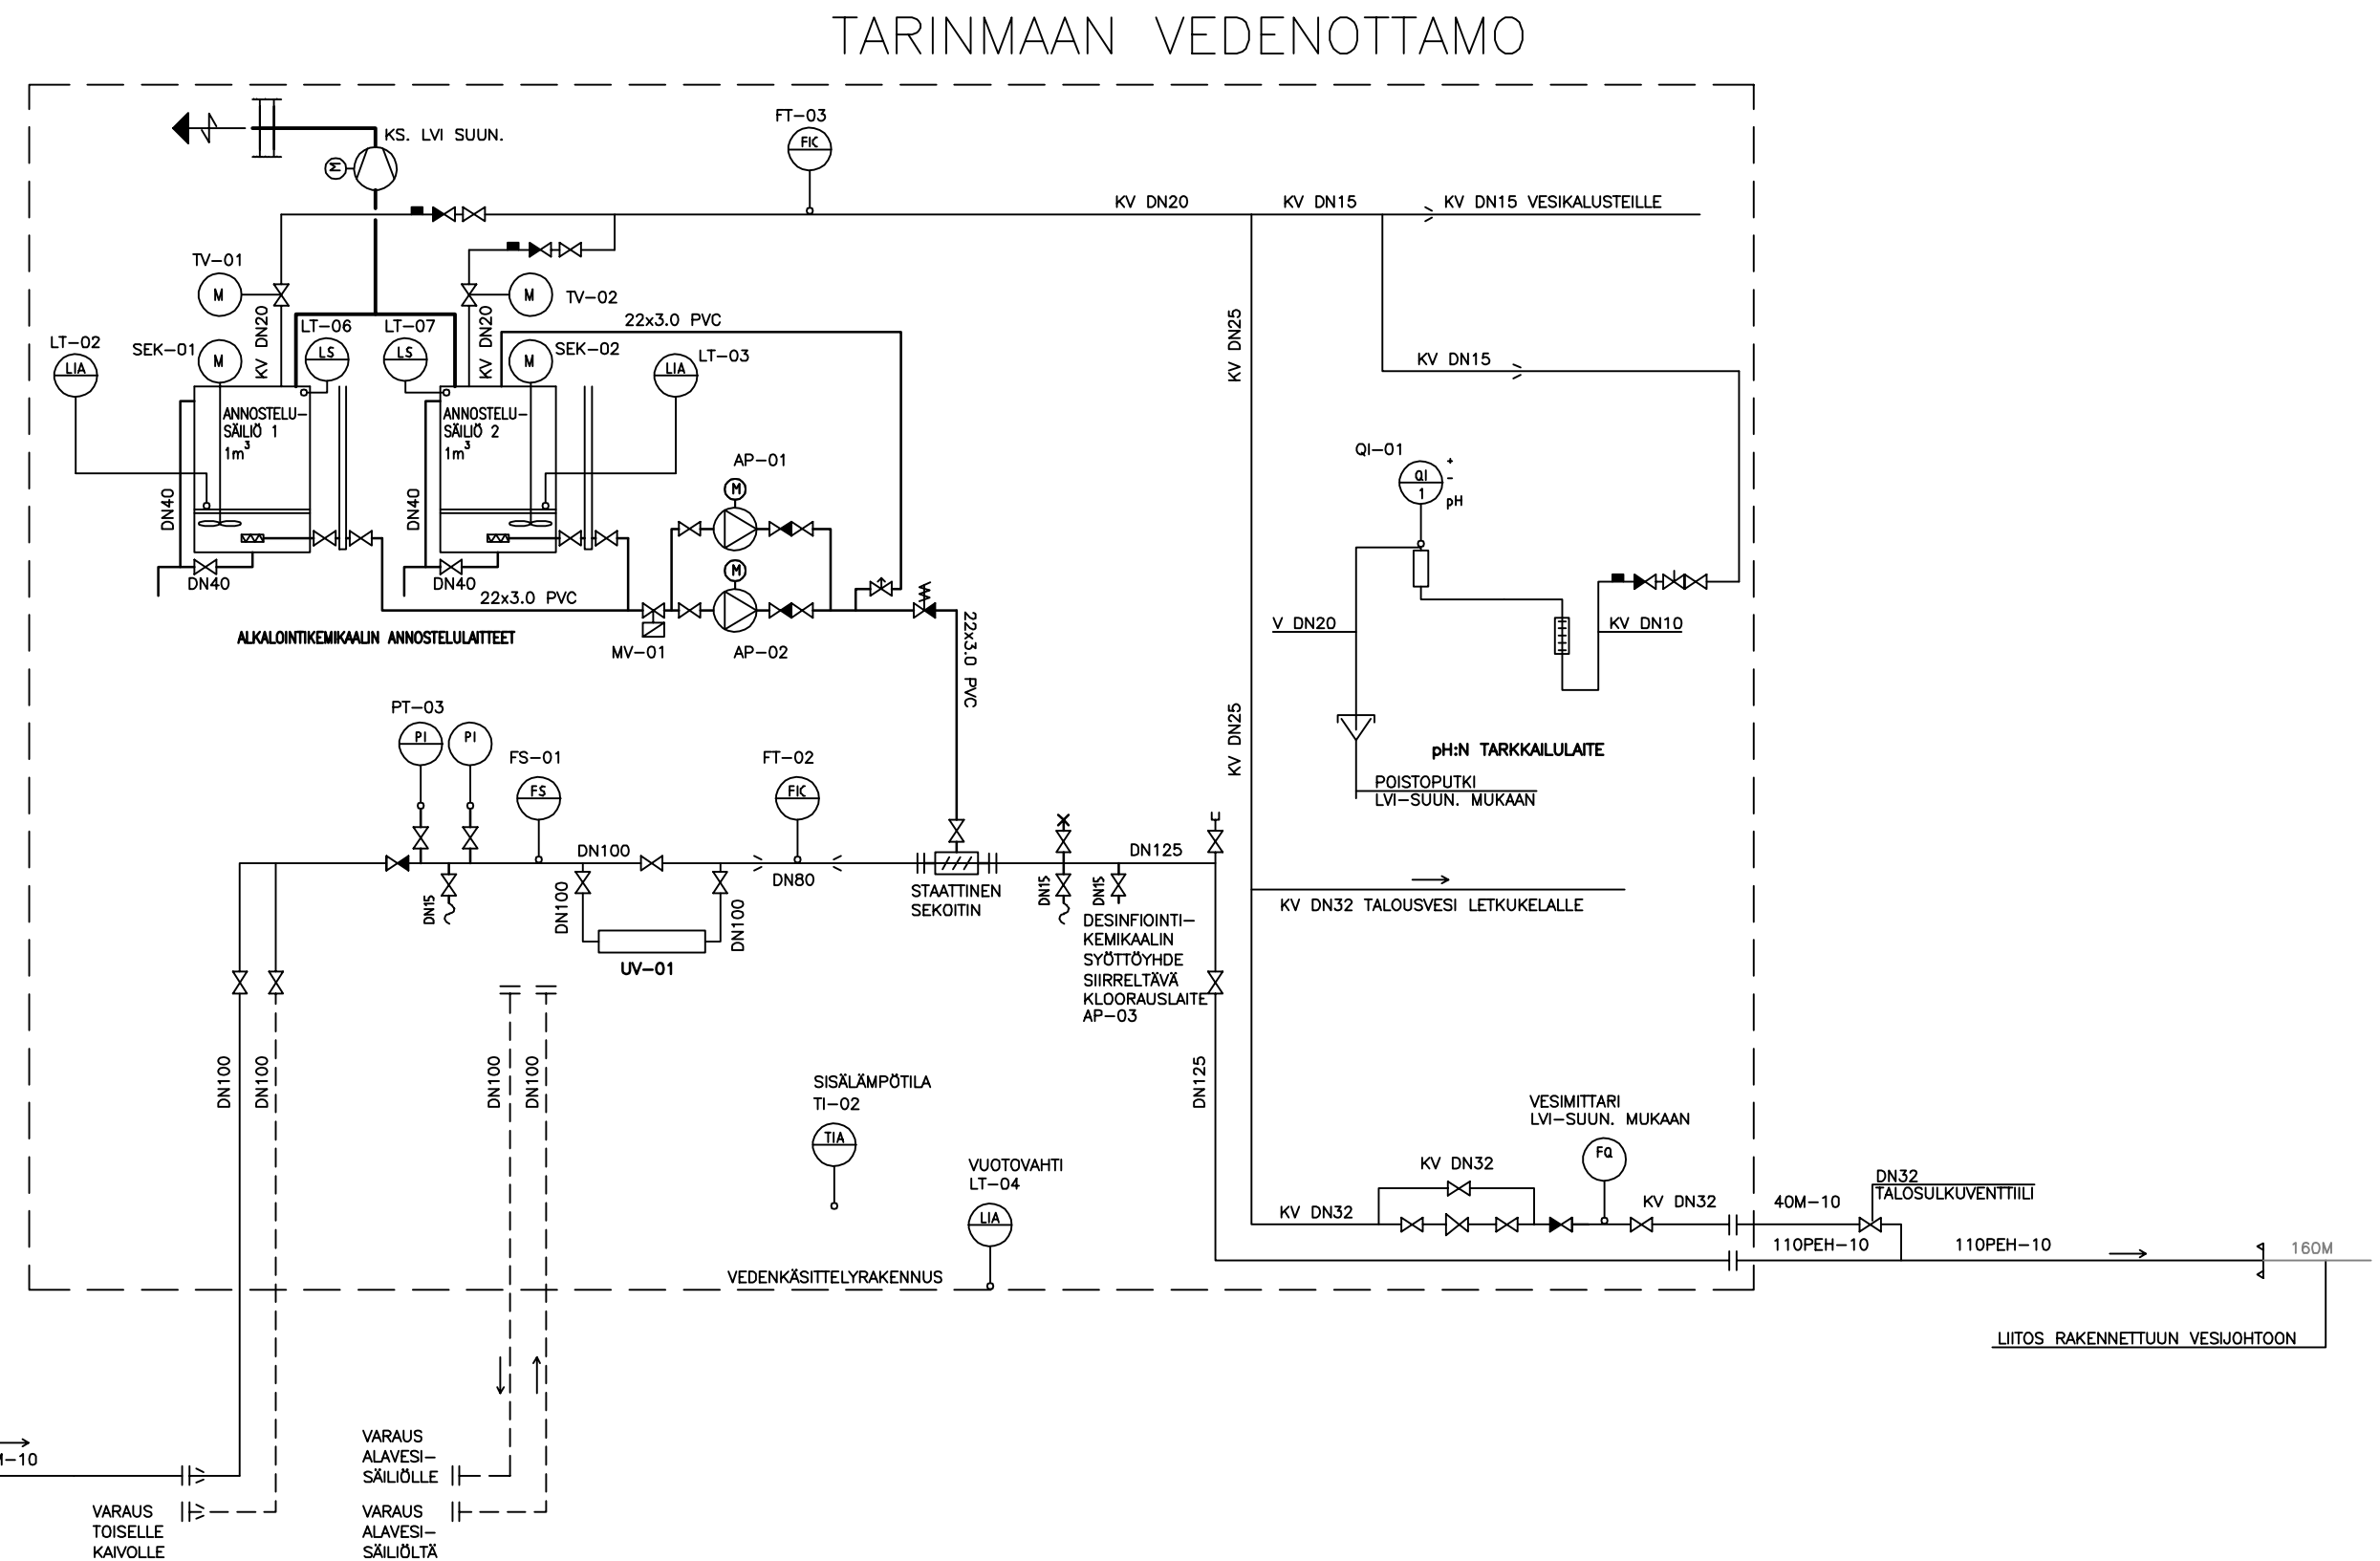 TARINMAAN VEDENOTTAMO
KS. LVI SUUN.
M
FT-03
FIC
KV DN20
KV DN15
KV DN15 VESIKALUSTEILLE
TV-01
M
M
TV-02
KV DN20
KV DN20
22x3.0 PVC
LT-06
LS
LT-07
LS
LT-02
LIA
SEK-01
M
M
SEK-02
LT-03
LIA
KV DN25
KV DN15
ANNOSTELU-
SÄILIÖ 1
1m3
ANNOSTELU-
SÄILIÖ 2
1m3
DN40
DN40
DN40
DN40
AP-01
M
M
AP-02
MV-01
22x3.0 PVC
22x3.0 PVC
ALKALOINTIKEMIKAALIN ANNOSTELULAITTEET
QI-01
QI
1
+
-
pH
V DN20
KV DN10
pH:N TARKKAILULAITE
POISTOPUTKI
LVI-SUUN. MUKAAN
PT-03
PI
PI
FS-01
FS
FT-02
FIC
KV DN25
DN100
DN80
DN15
DN100
DN100
UV-01
STAATTINEN
SEKOITIN
DN15
DN15
DN125
DESINFIOINTI-
KEMIKAALIN
SYÖTTÖYHDE
SIIRRELTÄVÄ
KLOORAUSLAITE
AP-03
KV DN32 TALOUSVESI LETKUKELALLE
DN100
DN100
DN100
DN100
DN125
SISÄLÄMPÖTILA
TI-02
TIA
VUOTOVAHTI
LT-04
LIA
VEDENKÄSITTELYRAKENNUS
VESIMITTARI
LVI-SUUN. MUKAAN
FQ
KV DN32
KV DN32
KV DN32
40M-10
DN32
TALOSULKUVENTTIILI
110PEH-10
110PEH-10
160M
LIITOS RAKENNETTUUN VESIJOHTOON
M-10
VARAUS
TOISELLE
KAIVOLLE
VARAUS
ALAVESI-
SÄILIÖLLE
VARAUS
ALAVESI-
SÄILIÖLTÄ